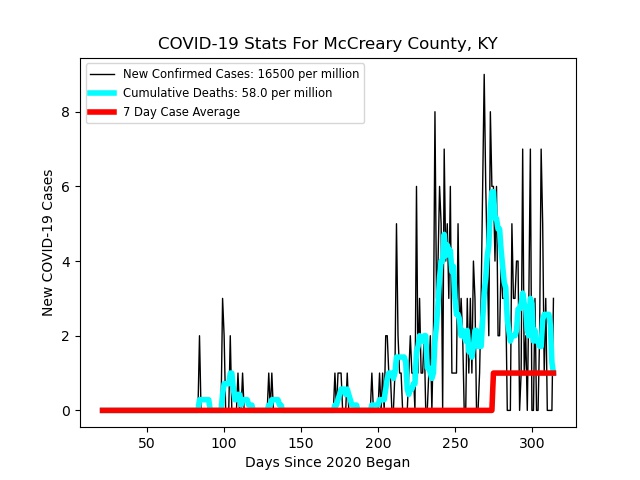 COVID-19 Stats For McCreary County, KY
New Confirmed Cases: 16500 per million
Cumulative Deaths: 58.0 per million
7 Day Case Average
New COVID-19 Cases
8
6
4
2
0
50 100 150 200 250 300
Days Since 2020 Began